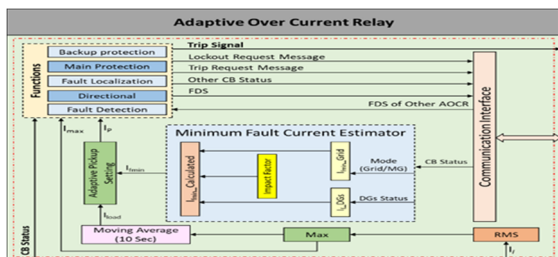 Adaptive Over Current Relay
Trip Signal
Backup protection
Lockout Request Message
Main Protection
Trip Request Message
Functions
Fault Localization
Other CB Status
Directional
FDS
Fault Detection
FDS of Other AOCR
Communication Interface
Imax
IP
Minimum Fault Current Estimator
Adaptive Pickup
Setting
Ifmin
Calculated
Impact Factor
Grid
Mode
(Grid/MG)
CB Status
DGs
DGs Status
Iload
Moving Average
(10 Sec)
Max
RMS
CB Status